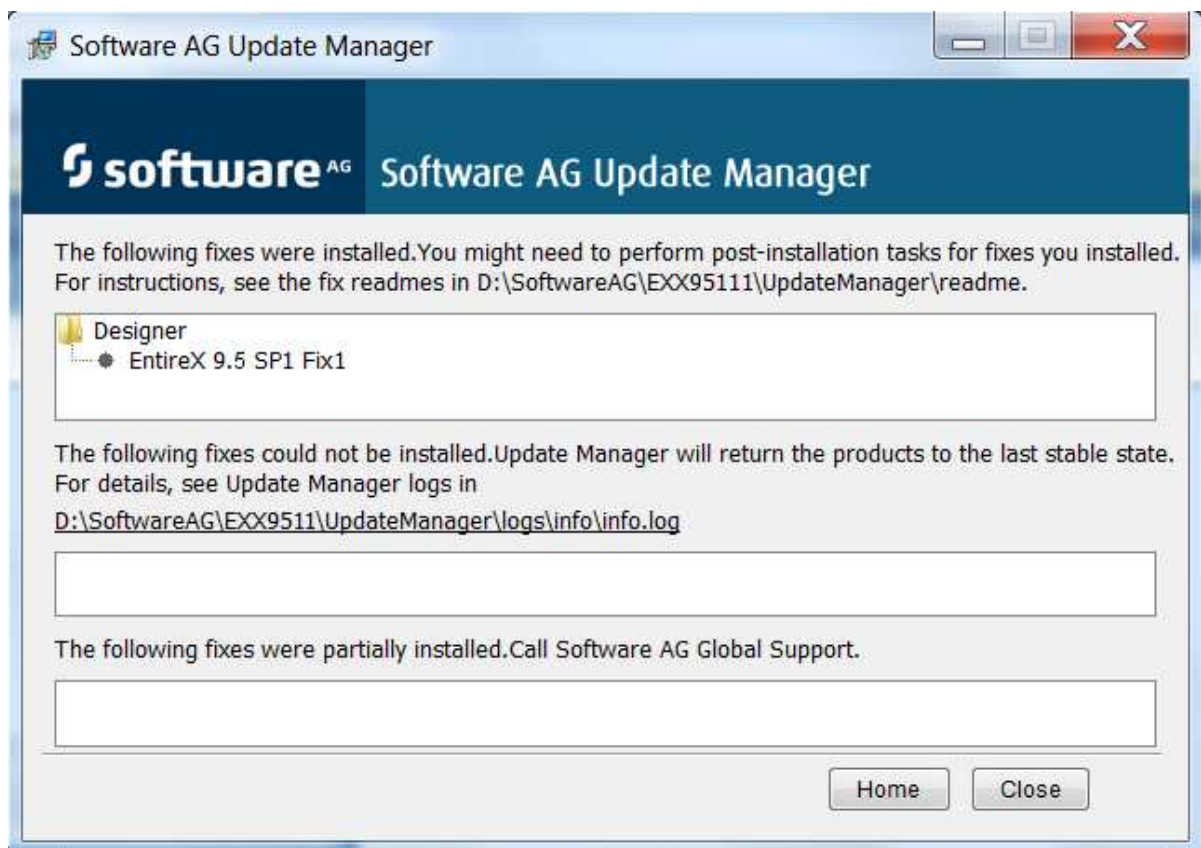 Software AG Update Manager
software AG Software AG Update Manager
The following fixes were installed.You might need to perform post-installation tasks for fixes you installed.
For instructions, see the fix readmes in D:\SoftwareAG\EXX95111\UpdateManager\readme.
Designer
EntireX 9.5 SP1 Fix1
The following fixes could not be installed.Update Manager will return the products to the last stable state.
For details, see Update Manager logs in
D:\SoftwareAG\EXX9511\UpdateManager\logs\info\info.log
The following fixes were partially installed.Call Software AG Global Support.
Home Close